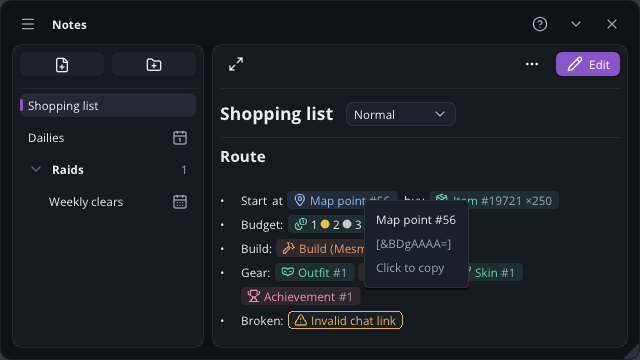 Notes
Edit
Shopping list
Dailies
Raids 1
Weekly clears
Shopping list Normal
Route
• Start at Map point #56 buy Item #19721 ×250
• Budget: 1 2 3
• Build: Build (Mesm
• Gear: Outfit #1 Skin #1
Achievement #1
• Broken: Invalid chat link
Map point #56
[&BDgAAAA=]
Click to copy